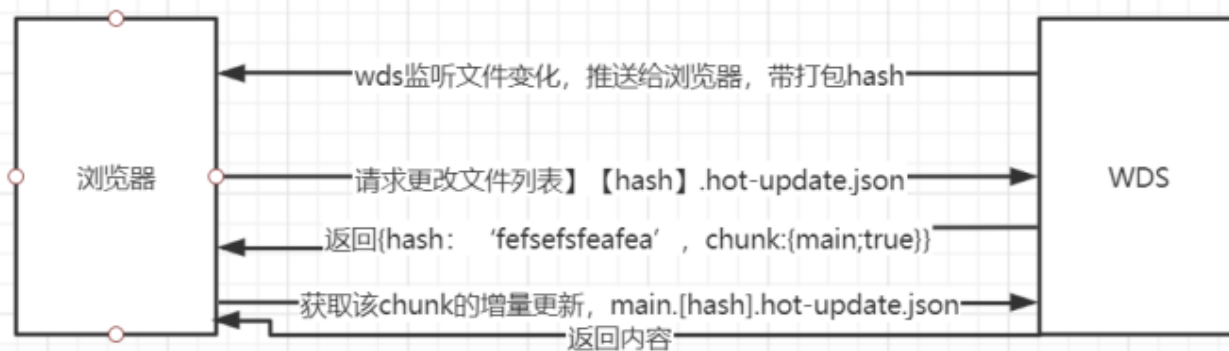 wds监听文件变化，推送给浏览器，带打包hash
浏览器
请求更改文件列表】【hash】.hot-update.json
WDS
返回{hash：‘fefsefsfeafea’，chunk:{main;true}}
获取该chunk的增量更新，main.[hash].hot-update.json
返回内容